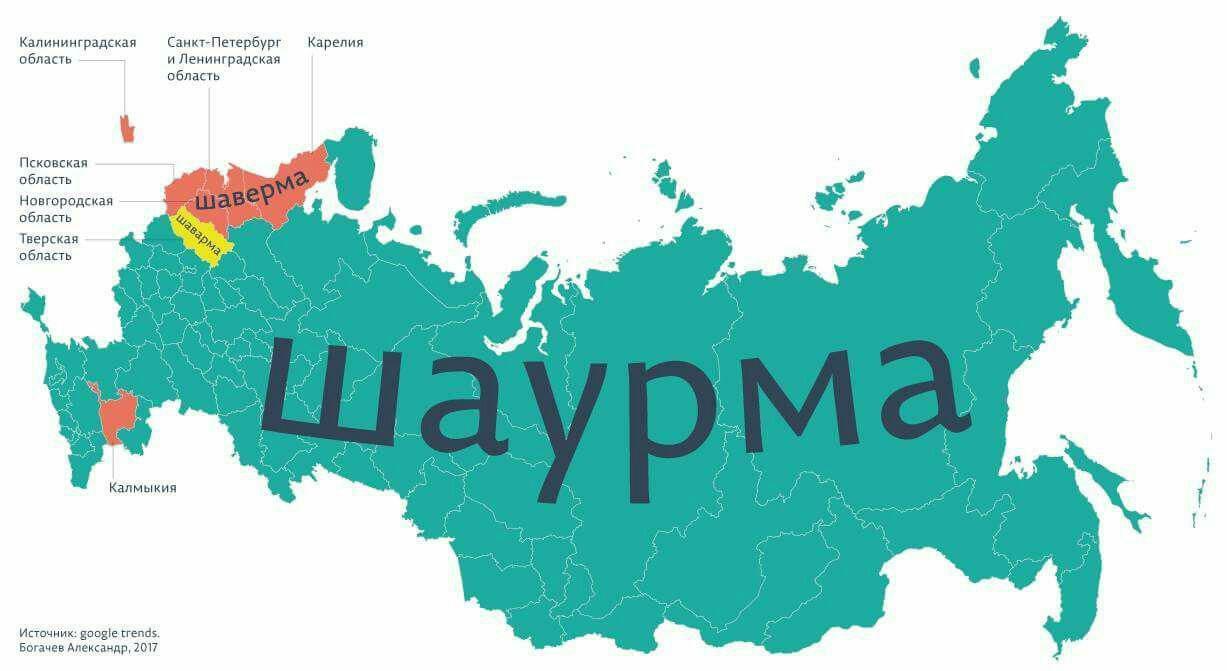 Калининградская
область
Санкт-Петербург
и Ленинградская
область
Карелия
Псковская
область
Новгородская
область
Тверская
область
шаверма
шаварма
шаурма
Калмыкия
Источник: google trends.
Богачев Александр, 2017